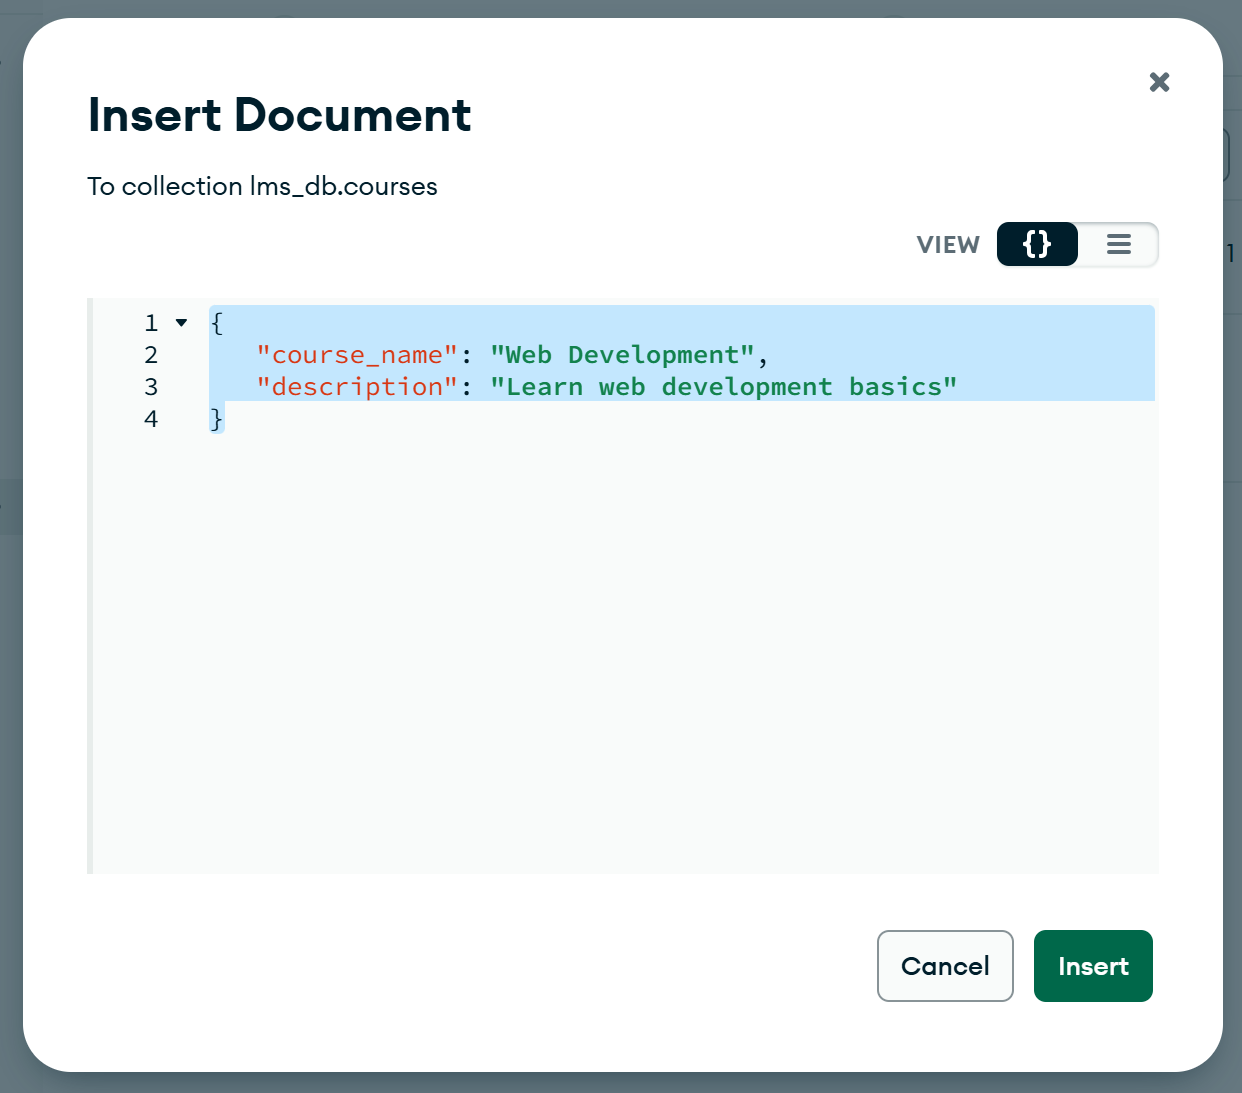 Insert Document
To collection lms_db.courses
VIEW {} 
1 {
2 "course_name": "Web Development",
3 "description": "Learn web development basics"
4 }
1
Cancel Insert